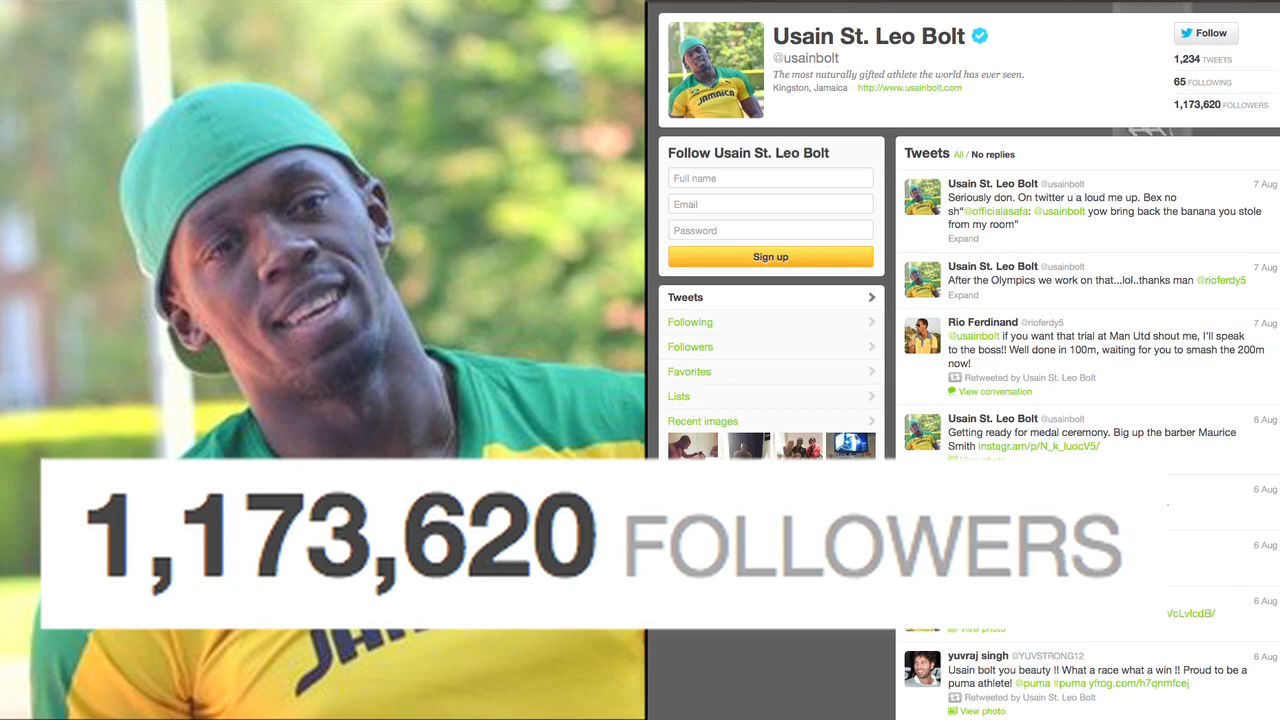 Usain St. Leo Bolt
@usainbolt
The most naturally gifted athlete the world has ever seen.
Kingston, Jamaica · http://www.usainbolt.com
JAMAICA
Follow
1,234 TWEETS
65 FOLLOWING
1,173,620 FOLLOWERS
Follow Usain St. Leo Bolt
Full name
Email
Password
Sign up
Tweets
Following
Followers
Favorites
Lists
Recent images
Tweets All / No replies
Usain St. Leo Bolt @usainbolt 7 Aug
Seriously don. On twitter u a loud me up. Bex no
sh"@officialasafa: @usainbolt yow bring back the banana you stole
from my room"
Expand
Usain St. Leo Bolt @usainbolt 7 Aug
After the Olympics we work on that...lol..thanks man @rioferdy5
Expand
Rio Ferdinand @rioferdy5 7 Aug
@usainbolt if you want that trial at Man Utd shout me, I'll speak
to the boss!! Well done in 100m, waiting for you to smash the 200m
now!
Retweeted by Usain St. Leo Bolt
View conversation
Usain St. Leo Bolt @usainbolt 6 Aug
Getting ready for medal ceremony. Big up the barber Maurice
Smith instagr.am/p/N_k_luocV5/
View photo
6 Aug
6 Aug
6 Aug
VcLvlcdB/
View photo
1,173,620 FOLLOWERS
yuvraj singh @YUVSTRONG12 6 Aug
Usain bolt you beauty !! What a race what a win !! Proud to be a
puma athlete! @puma #puma yfrog.com/h7qnmfcej
Retweeted by Usain St. Leo Bolt
View photo